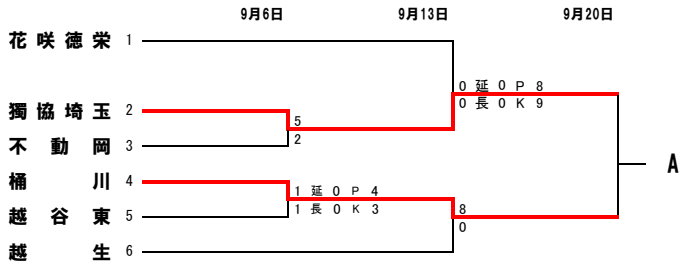 9月6日 9月13日 9月20日
花咲徳栄 1
0 延 0 P 8
0 長 0 K 9
獨協埼玉 2
5
2
不動岡 3
A
桶川 4
1 延 0 P 4
1 長 0 K 3
越谷東 5
8
0
越生 6